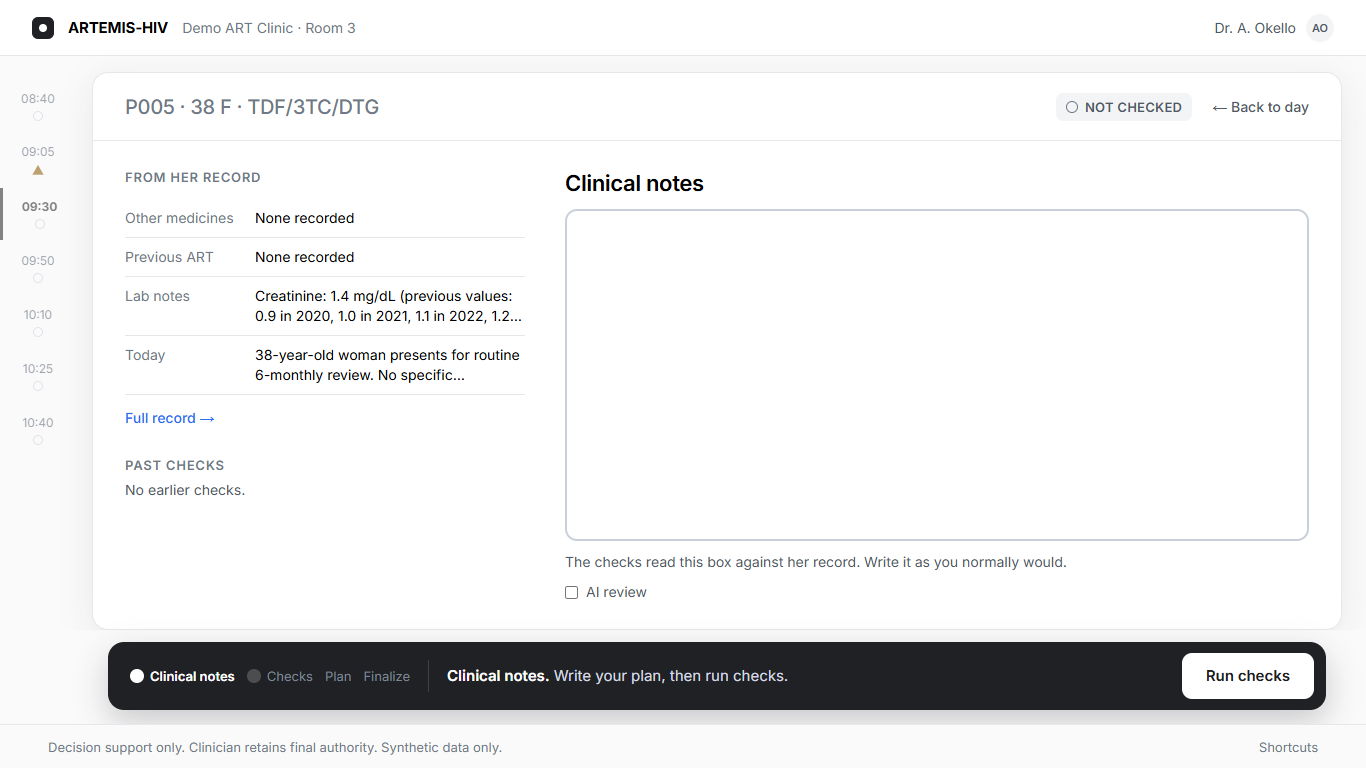 ARTEMIS-HIV Demo ART Clinic · Room 3
Dr. A. Okello AO
08:40
09:05
09:30
09:50
10:10
10:25
10:40
P005 · 38 F · TDF/3TC/DTG
NOT CHECKED
← Back to day
FROM HER RECORD
Other medicines None recorded
Previous ART None recorded
Lab notes Creatinine: 1.4 mg/dL (previous values:
0.9 in 2020, 1.0 in 2021, 1.1 in 2022, 1.2...
Today 38-year-old woman presents for routine
6-monthly review. No specific...
Full record →
PAST CHECKS
No earlier checks.
Clinical notes
The checks read this box against her record. Write it as you normally would.
AI review
Clinical notes Checks Plan Finalize
Clinical notes. Write your plan, then run checks.
Run checks
Decision support only. Clinician retains final authority. Synthetic data only.
Shortcuts